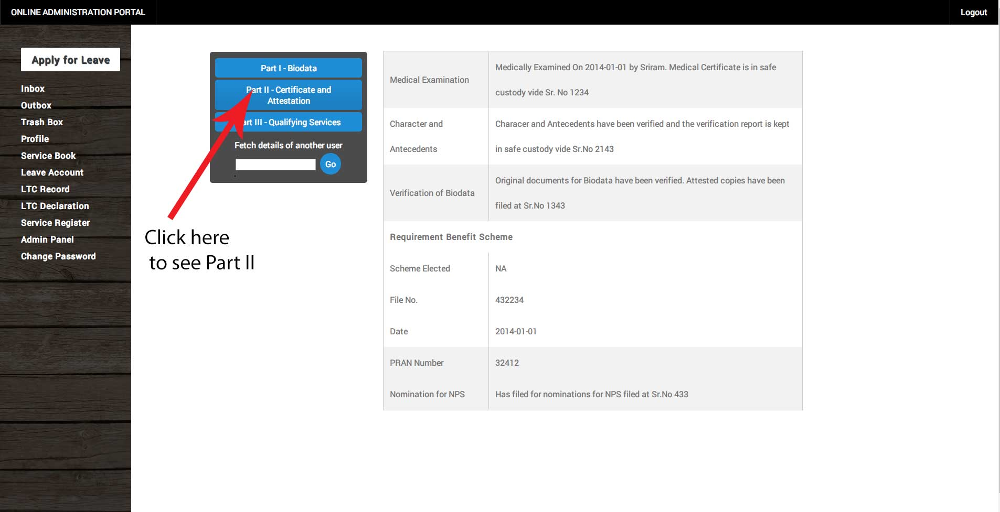 ONLINE ADMINISTRATION PORTAL
Logout
Apply for Leave
Inbox
Outbox
Trash Box
Profile
Service Book
Leave Account
LTC Record
LTC Declaration
Service Register
Admin Panel
Change Password
Part I - Biodata
Part II - Certificate and
Attestation
art III - Qualifying Services
Fetch details of another user
Go
Click here
to see Part II
Medical Examination
Medically Examined On 2014-01-01 by Sriram. Medical Certificate is in safe
custody vide Sr. No 1234
Character and
Antecedents
Characer and Antecedents have been verified and the verification report is kept
in safe custody vide Sr.No 2143
Verification of Biodata
Original documents for Biodata have been verified. Attested copies have been
filed at Sr.No 1343
Requirement Benefit Scheme
Scheme Elected
NA
File No.
432234
Date
2014-01-01
PRAN Number
32412
Nomination for NPS
Has filed for nominations for NPS filed at Sr.No 433